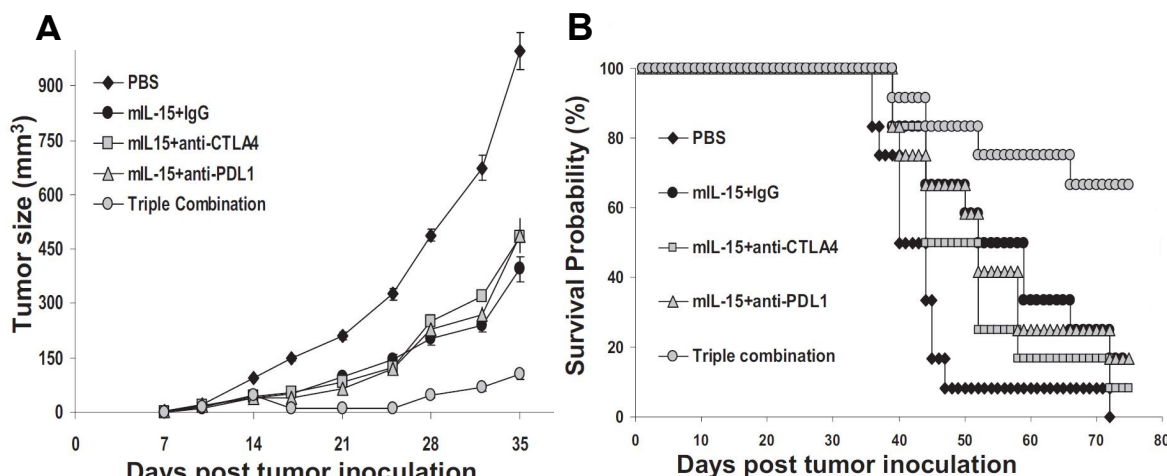 A
Tumor size (mm³)
900
750
600
450
300
150
0
PBS
mIL-15+IgG
mIL15+anti-CTLA4
mIL-15+anti-PDL1
Triple Combination
0 7 14 21 28 35
Days post tumor inoculation
B
Survival Probability (%)
100
80
60
40
20
0
PBS
mIL-15+IgG
mIL-15+anti-CTLA4
mIL-15+anti-PDL1
Triple combination
0 10 20 30 40 50 60 70 80
Days post tumor inoculation